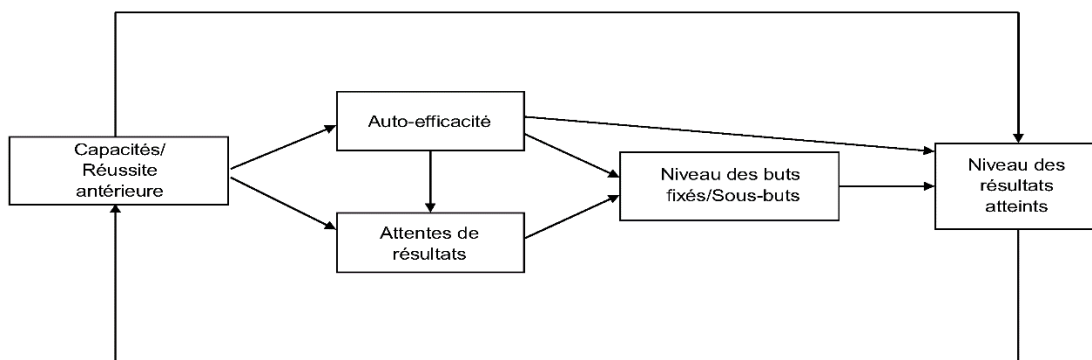 Capacités/
Réussite
antérieure
Auto-efficacité
Attentes de
résultats
Niveau des buts
fixés/Sous-buts
Niveau des
résultats
atteints